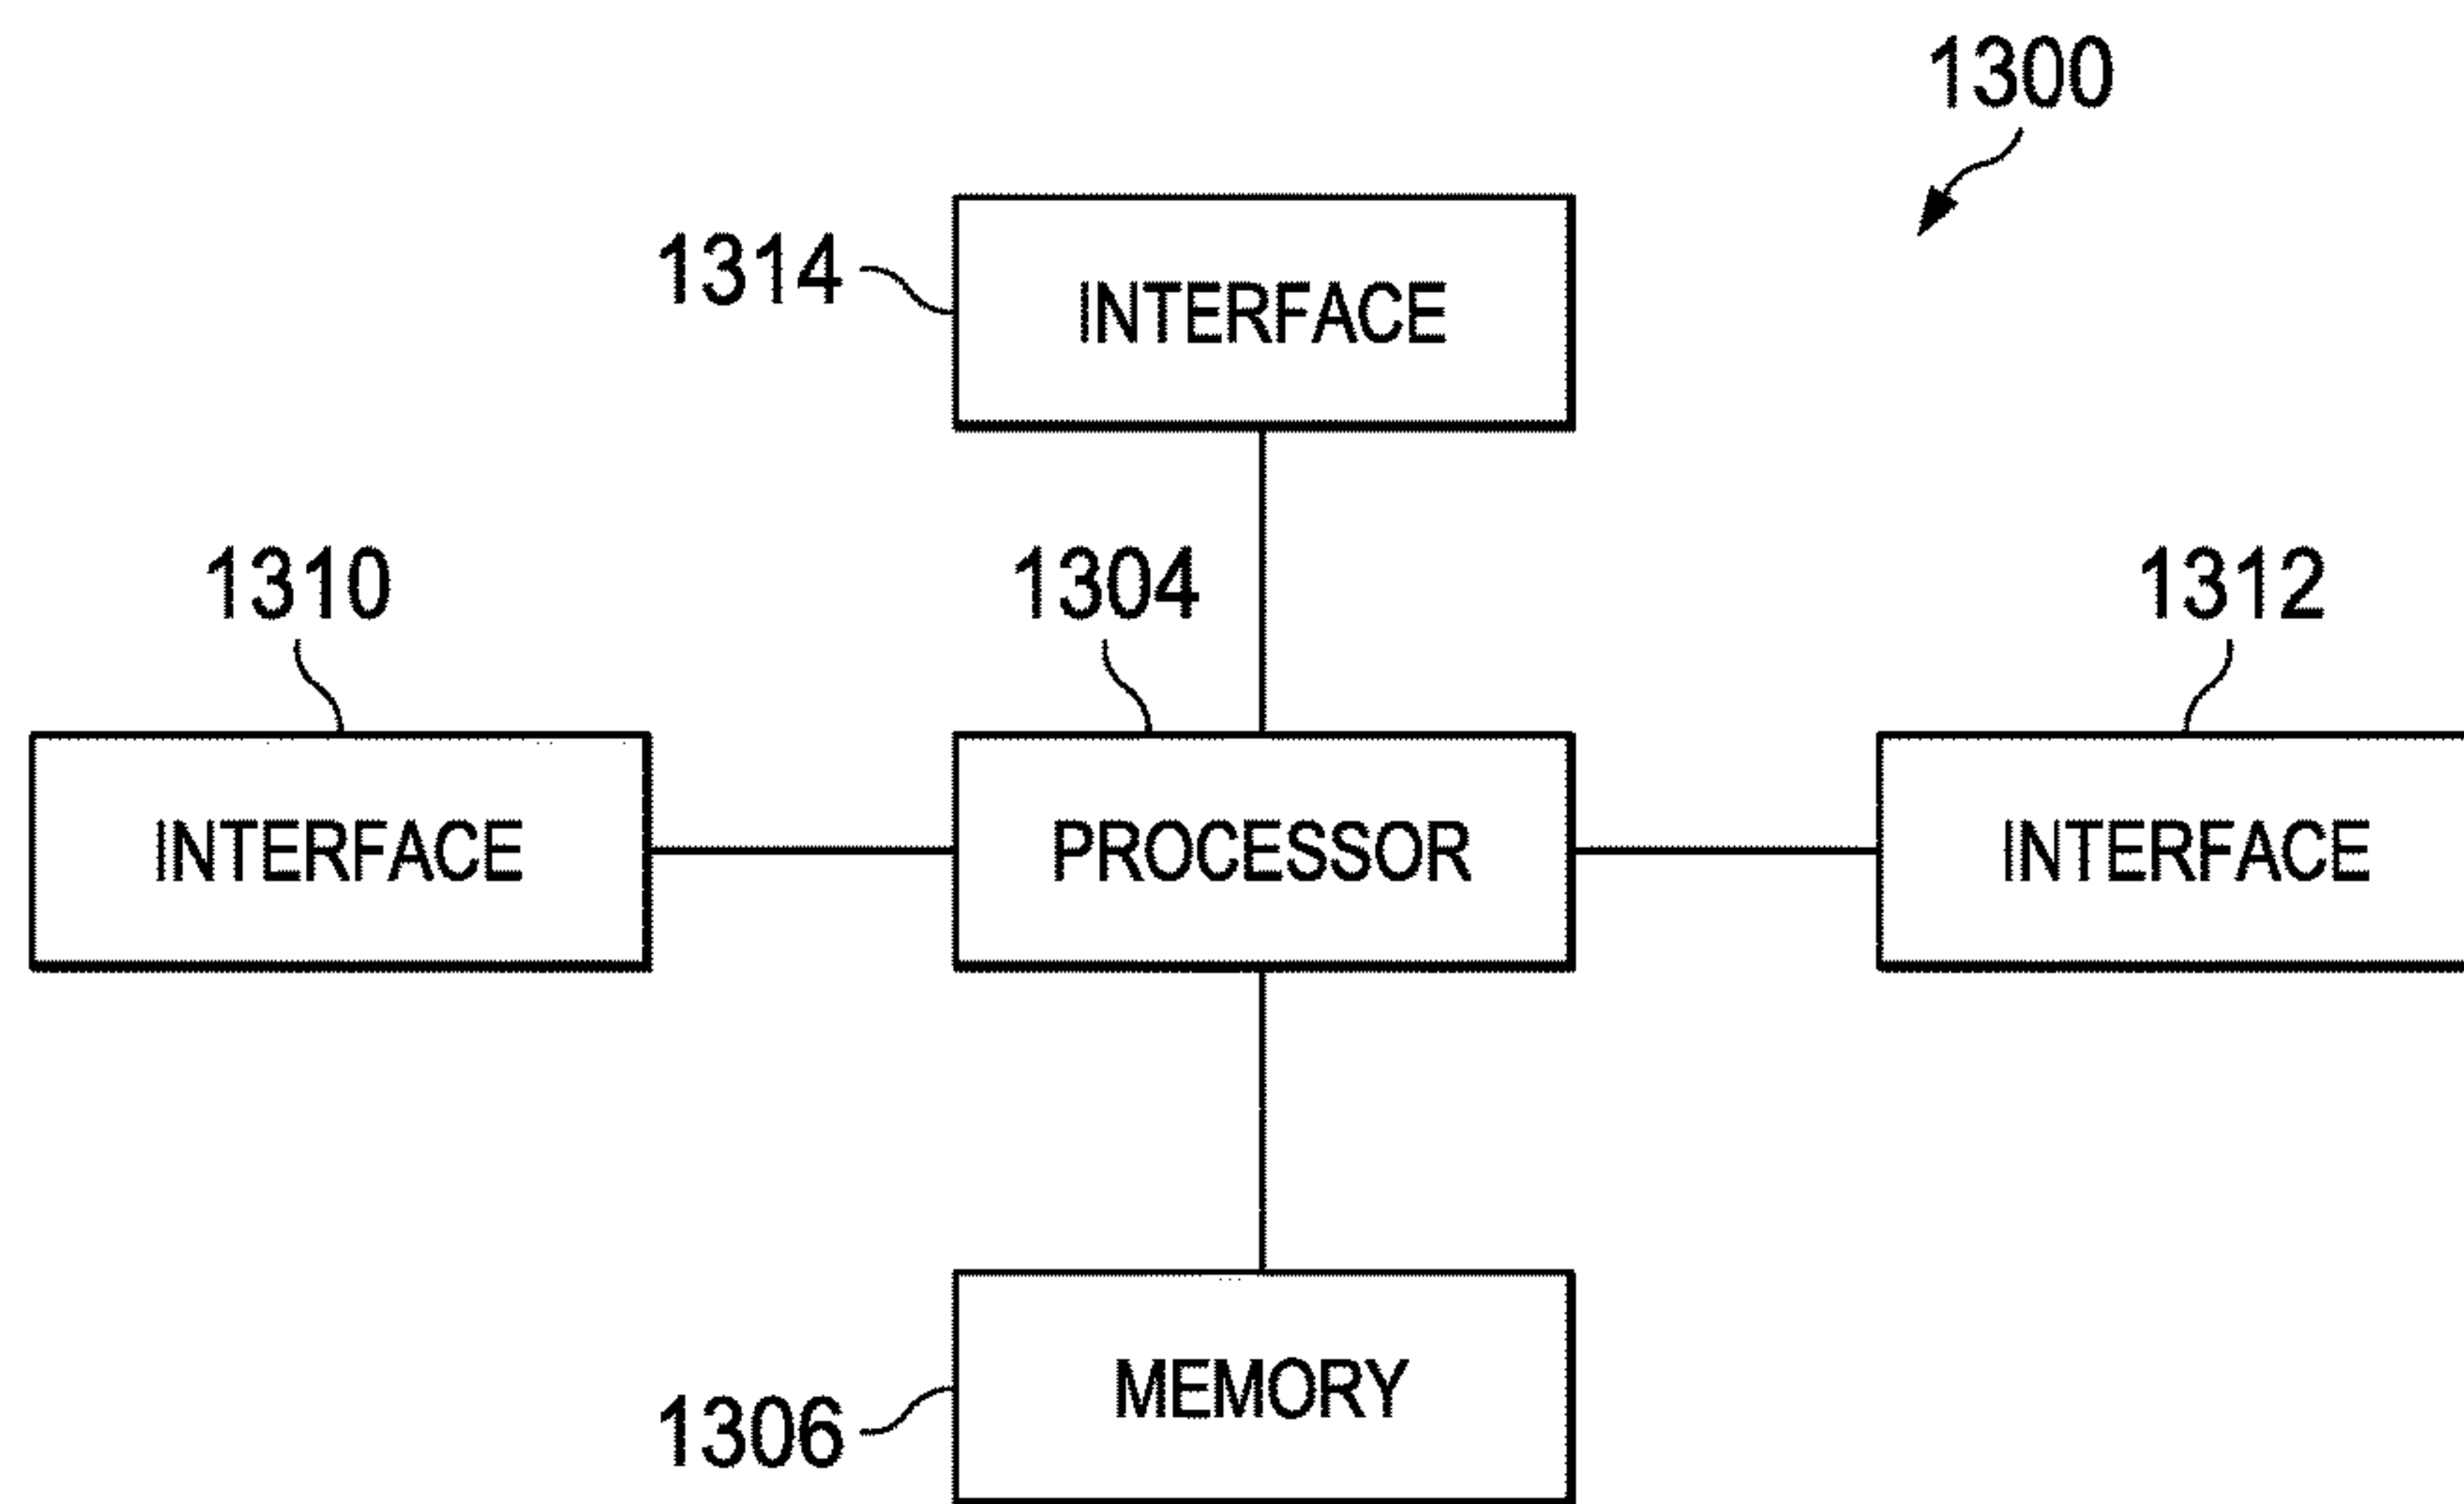 1300
1314
INTERFACE
1310
1304
1312
INTERFACE
PROCESSOR
INTERFACE
MEMORY
1306